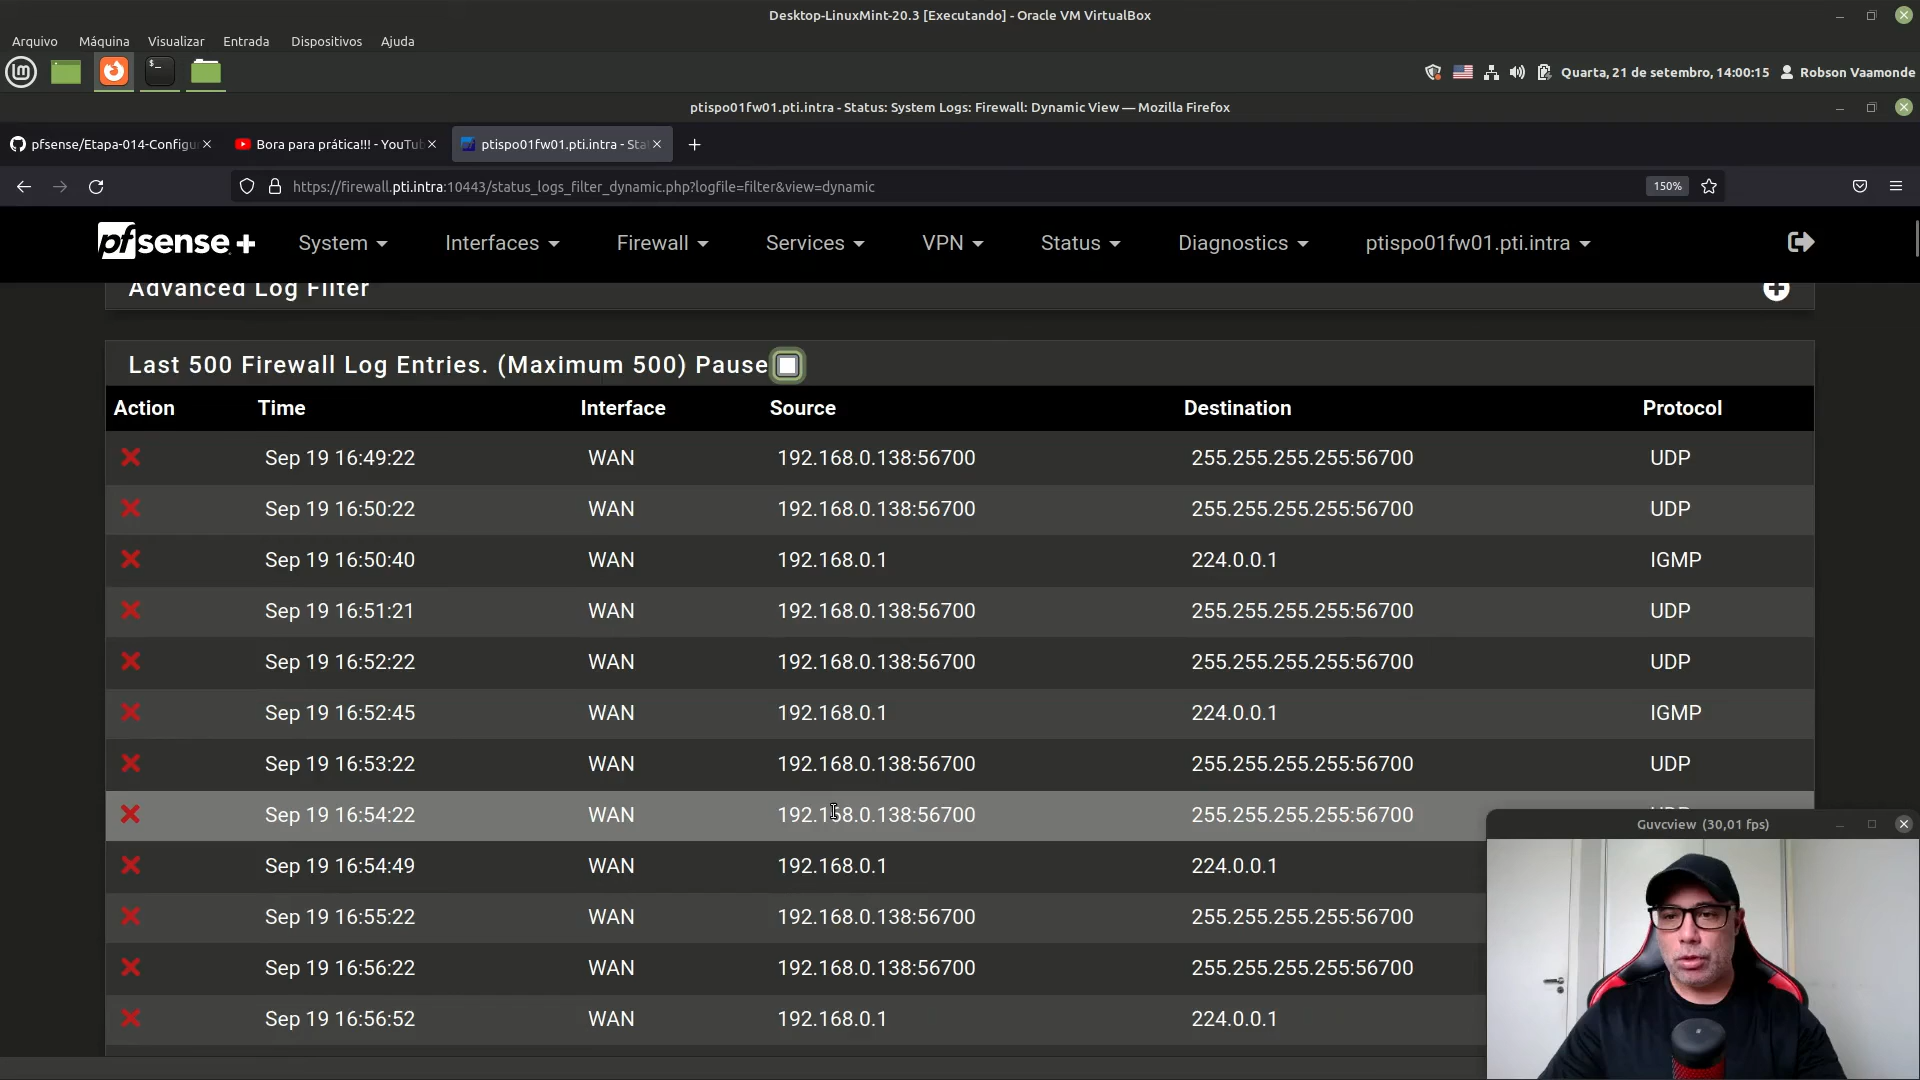 Desktop-LinuxMint-20.3 [Executando] - Oracle VM VirtualBox
Arquivo Máquina Visualizar Entrada Dispositivos Ajuda
Quarta, 21 de setembro, 14:00:15 Robson Vaamonde
ptispo01fw01.pti.intra - Status: System Logs: Firewall: Dynamic View — Mozilla Firefox
pfsense/Etapa-014-Configu Bora para prática!!! - YouTu ptispo01fw01.pti.intra - Sta
https://firewall.pti.intra:10443/status_logs_filter_dynamic.php?logfile=filter&view=dynamic 150%
pfsense + System Interfaces Firewall Services VPN Status Diagnostics ptispo01fw01.pti.intra
Advanced Log Filter
Last 500 Firewall Log Entries. (Maximum 500) Pause
Action Time Interface Source Destination Protocol
Sep 19 16:49:22 WAN 192.168.0.138:56700 255.255.255.255:56700 UDP
Sep 19 16:50:22 WAN 192.168.0.138:56700 255.255.255.255:56700 UDP
Sep 19 16:50:40 WAN 192.168.0.1 224.0.0.1 IGMP
Sep 19 16:51:21 WAN 192.168.0.138:56700 255.255.255.255:56700 UDP
Sep 19 16:52:22 WAN 192.168.0.138:56700 255.255.255.255:56700 UDP
Sep 19 16:52:45 WAN 192.168.0.1 224.0.0.1 IGMP
Sep 19 16:53:22 WAN 192.168.0.138:56700 255.255.255.255:56700 UDP
Sep 19 16:54:22 WAN 192.168.0.138:56700 255.255.255.255:56700
Sep 19 16:54:49 WAN 192.168.0.1 224.0.0.1
Sep 19 16:55:22 WAN 192.168.0.138:56700 255.255.255.255:56700
Sep 19 16:56:22 WAN 192.168.0.138:56700 255.255.255.255:56700
Sep 19 16:56:52 WAN 192.168.0.1 224.0.0.1
Guvcview (30,01 fps)